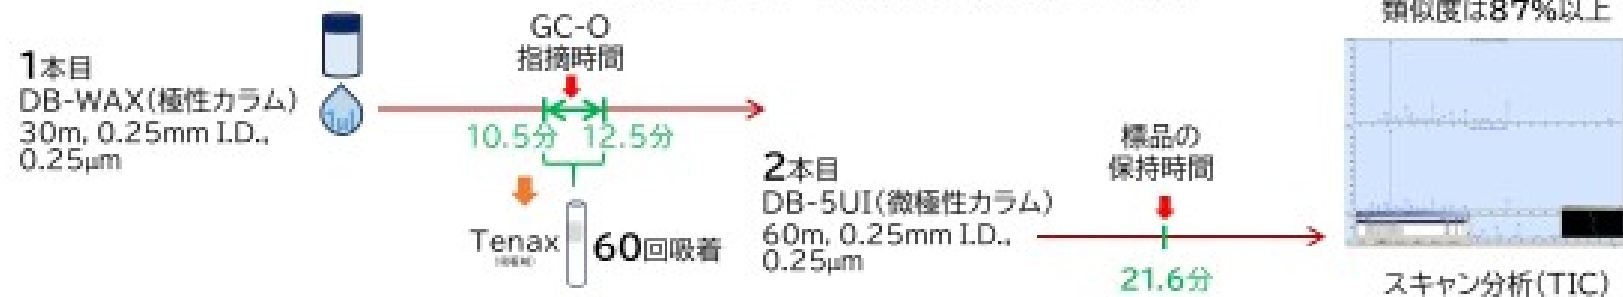 1本目
DB-WAX(極性カラム)
30m, 0.25mm I.D.,
0.25μm
1μl
GC-O
指摘時間
10.5分 12.5分
Tenax
60回吸着
2本目
DB-5UI(微極性カラム)
60m, 0.25mm I.D.,
0.25μm
標品の
保持時間
21.6分
類似度は87%以上
スキャン分析(TIC)